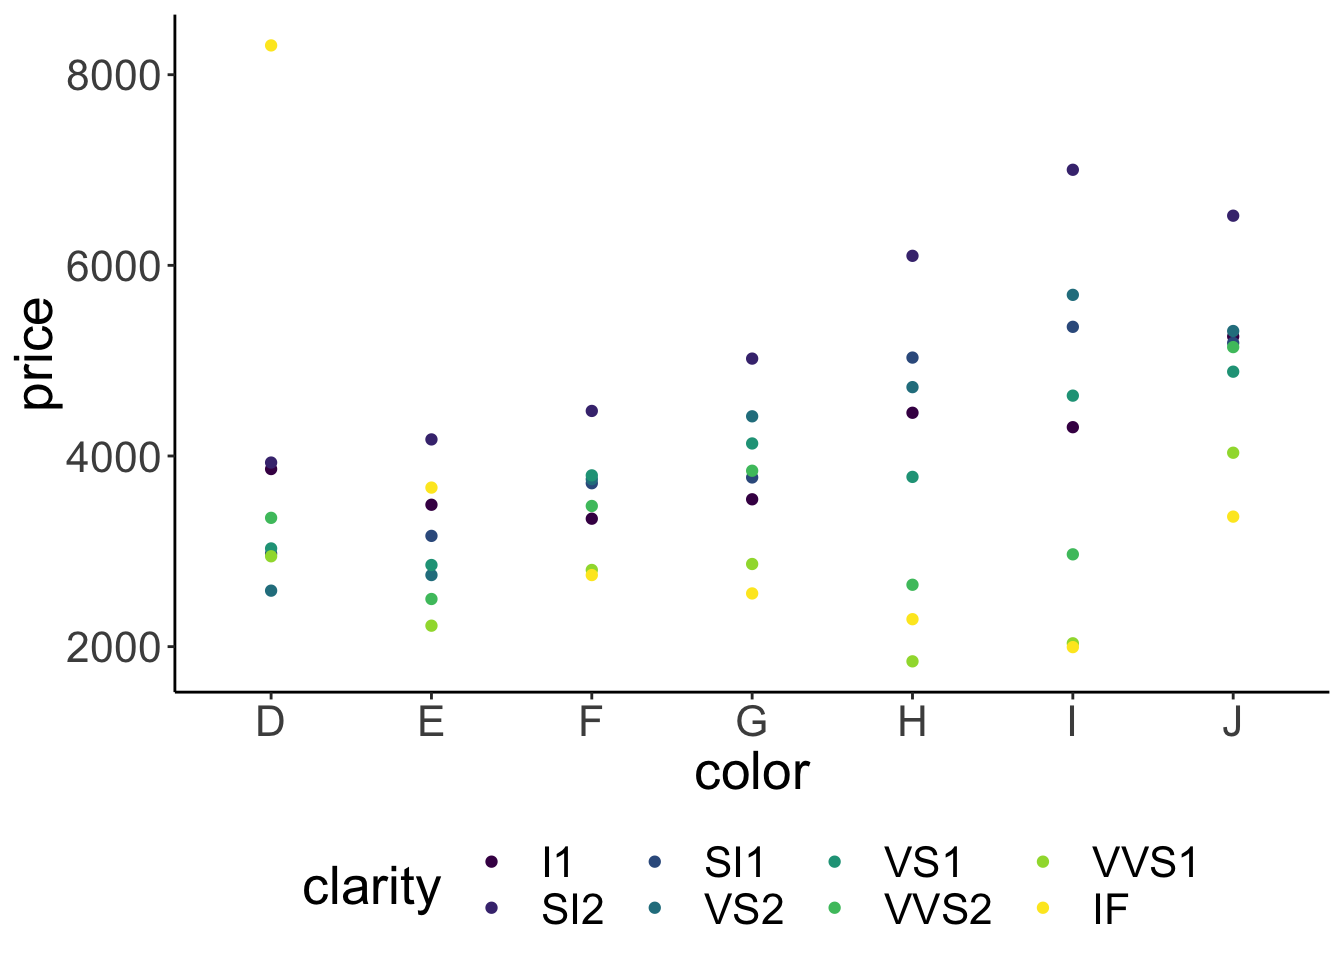 8000
6000
4000
2000
price
D E F G H I J
color
clarity
I1 SI1 VS1 VVS1
SI2 VS2 VVS2 IF